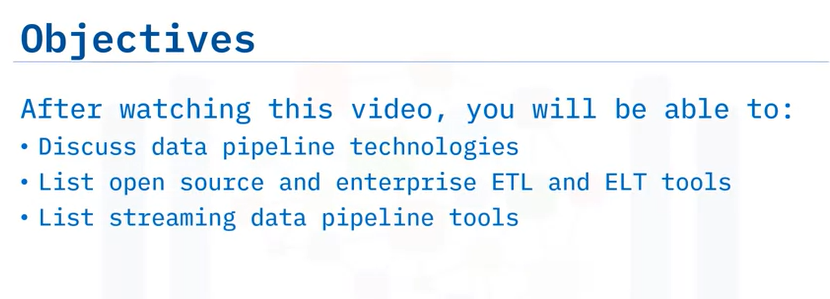 Objectives
After watching this video, you will be able to:
• Discuss data pipeline technologies
• List open source and enterprise ETL and ELT tools
• List streaming data pipeline tools